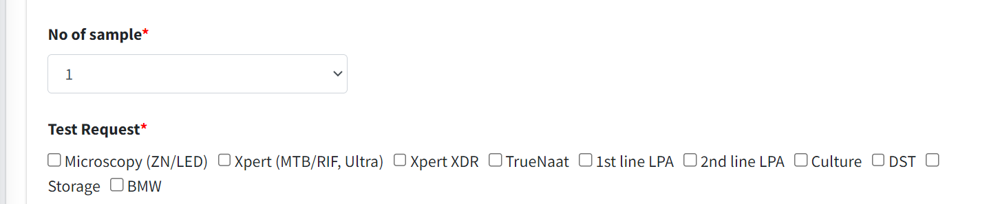 No of sample*
1
Test Request*
Microscopy (ZN/LED) Xpert (MTB/RIF, Ultra) Xpert XDR TrueNaat 1st line LPA 2nd line LPA Culture DST
Storage BMW